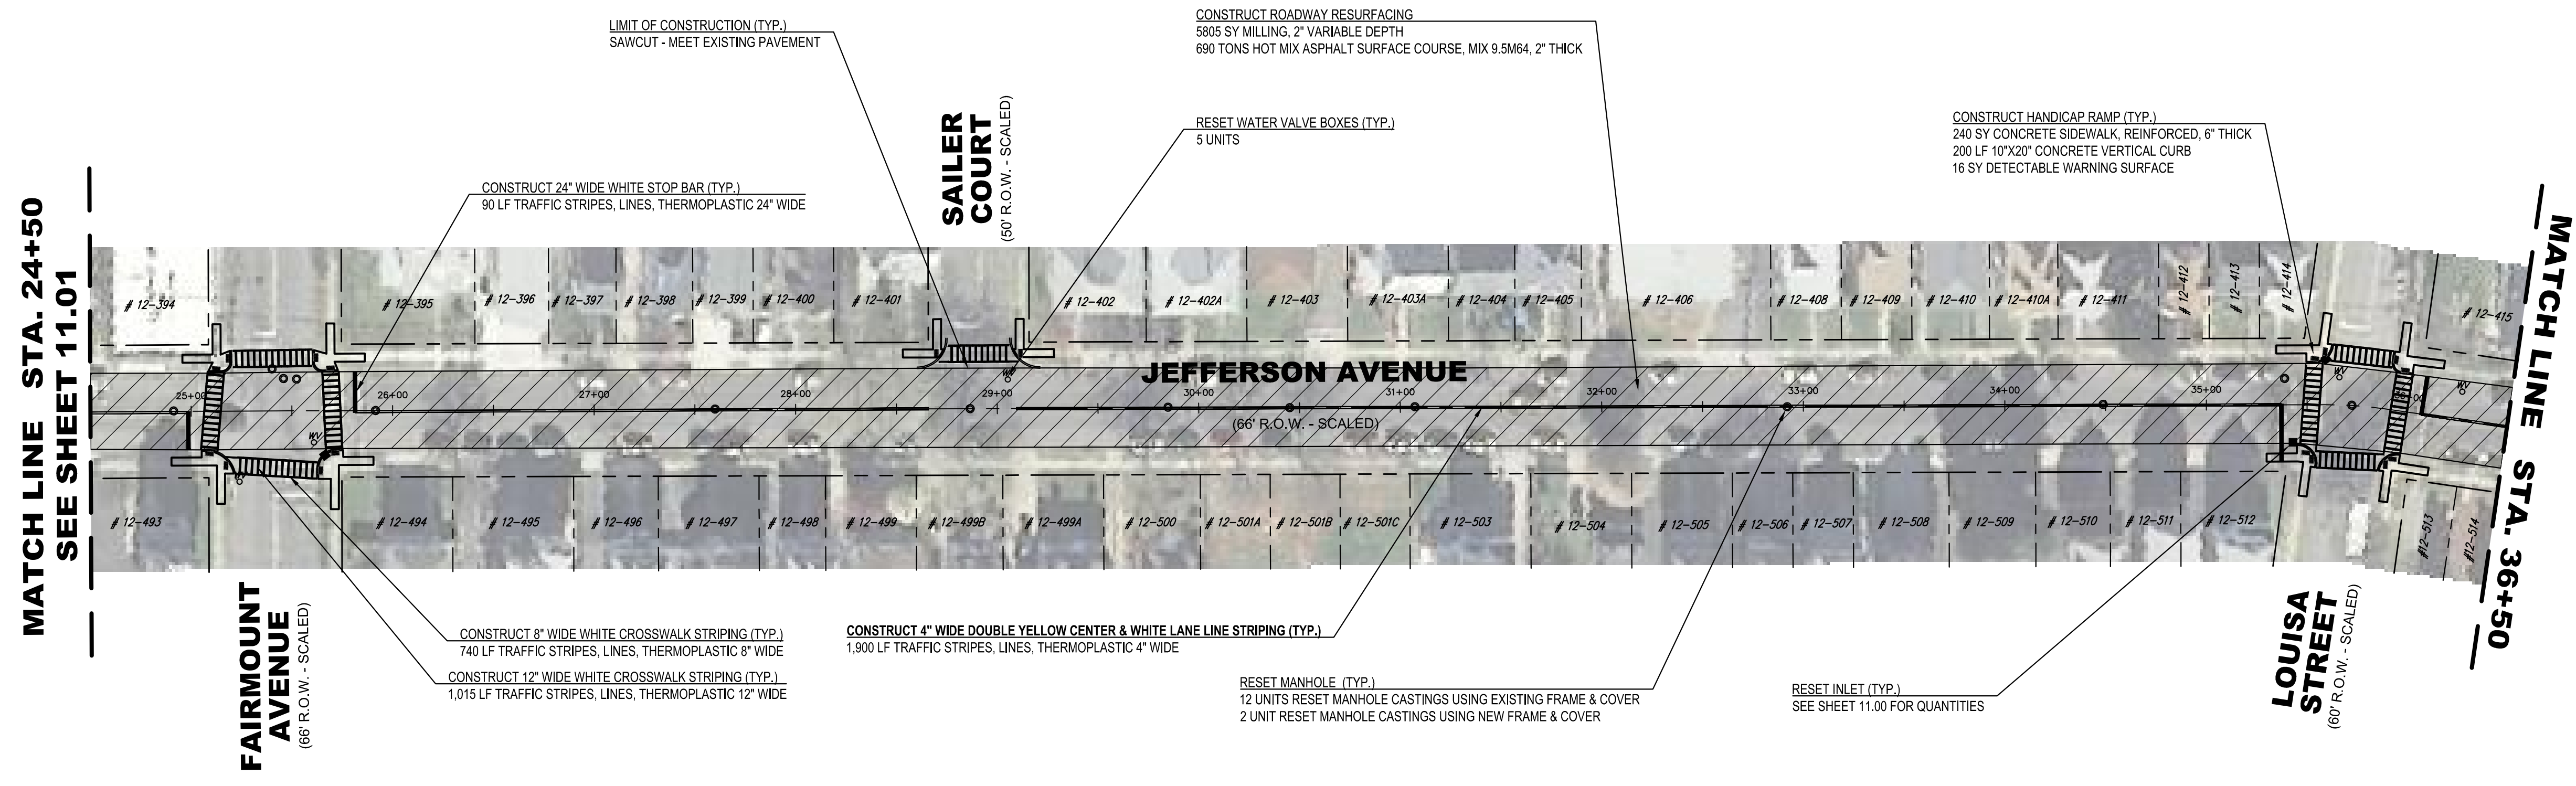 LIMIT OF CONSTRUCTION (TYP.)
SAWCUT - MEET EXISTING PAVEMENT
CONSTRUCT ROADWAY RESURFACING
5805 SY MILLING, 2" VARIABLE DEPTH
690 TONS HOT MIX ASPHALT SURFACE COURSE, MIX 9.5M64, 2" THICK
RESET WATER VALVE BOXES (TYP.)
5 UNITS
CONSTRUCT HANDICAP RAMP (TYP.)
240 SY CONCRETE SIDEWALK, REINFORCED, 6" THICK
200 LF 10"X20" CONCRETE VERTICAL CURB
16 SY DETECTABLE WARNING SURFACE
CONSTRUCT 24" WIDE WHITE STOP BAR (TYP.)
90 LF TRAFFIC STRIPES, LINES, THERMOPLASTIC 24" WIDE
SAILER
COURT
(50' R.O.W. - SCALED)
MATCH LINE STA. 24+50
SEE SHEET 11.01
MATCH LINE STA. 36+50
# 12-394
# 12-395
# 12-396
# 12-397
# 12-398
# 12-399
# 12-400
# 12-401
# 12-402
# 12-402A
# 12-403
# 12-403A
# 12-404
# 12-405
# 12-406
# 12-408
# 12-409
# 12-410
# 12-410A
# 12-411
# 12-412
# 12-413
# 12-414
# 12-415
JEFFERSON AVENUE
WV
WV
WV
25+00
26+00
27+00
28+00
29+00
30+00
31+00
32+00
33+00
34+00
35+00
36+00
(66' R.O.W. - SCALED)
WV
# 12-493
# 12-494
# 12-495
# 12-496
# 12-497
# 12-498
# 12-499
# 12-499B
# 12-499A
# 12-500
# 12-501A
# 12-501B
# 12-501C
# 12-503
# 12-504
# 12-505
# 12-506
# 12-507
# 12-508
# 12-509
# 12-510
# 12-511
# 12-512
#12-513
#12-514
WV
FAIRMOUNT
AVENUE
(66' R.O.W. - SCALED)
CONSTRUCT 8" WIDE WHITE CROSSWALK STRIPING (TYP.)
740 LF TRAFFIC STRIPES, LINES, THERMOPLASTIC 8" WIDE
CONSTRUCT 12" WIDE WHITE CROSSWALK STRIPING (TYP.)
1,015 LF TRAFFIC STRIPES, LINES, THERMOPLASTIC 12" WIDE
CONSTRUCT 4" WIDE DOUBLE YELLOW CENTER & WHITE LANE LINE STRIPING (TYP.)
1,900 LF TRAFFIC STRIPES, LINES, THERMOPLASTIC 4" WIDE
RESET MANHOLE (TYP.)
12 UNITS RESET MANHOLE CASTINGS USING EXISTING FRAME & COVER
2 UNIT RESET MANHOLE CASTINGS USING NEW FRAME & COVER
RESET INLET (TYP.)
SEE SHEET 11.00 FOR QUANTITIES
LOUISA
STREET
(60' R.O.W. - SCALED)